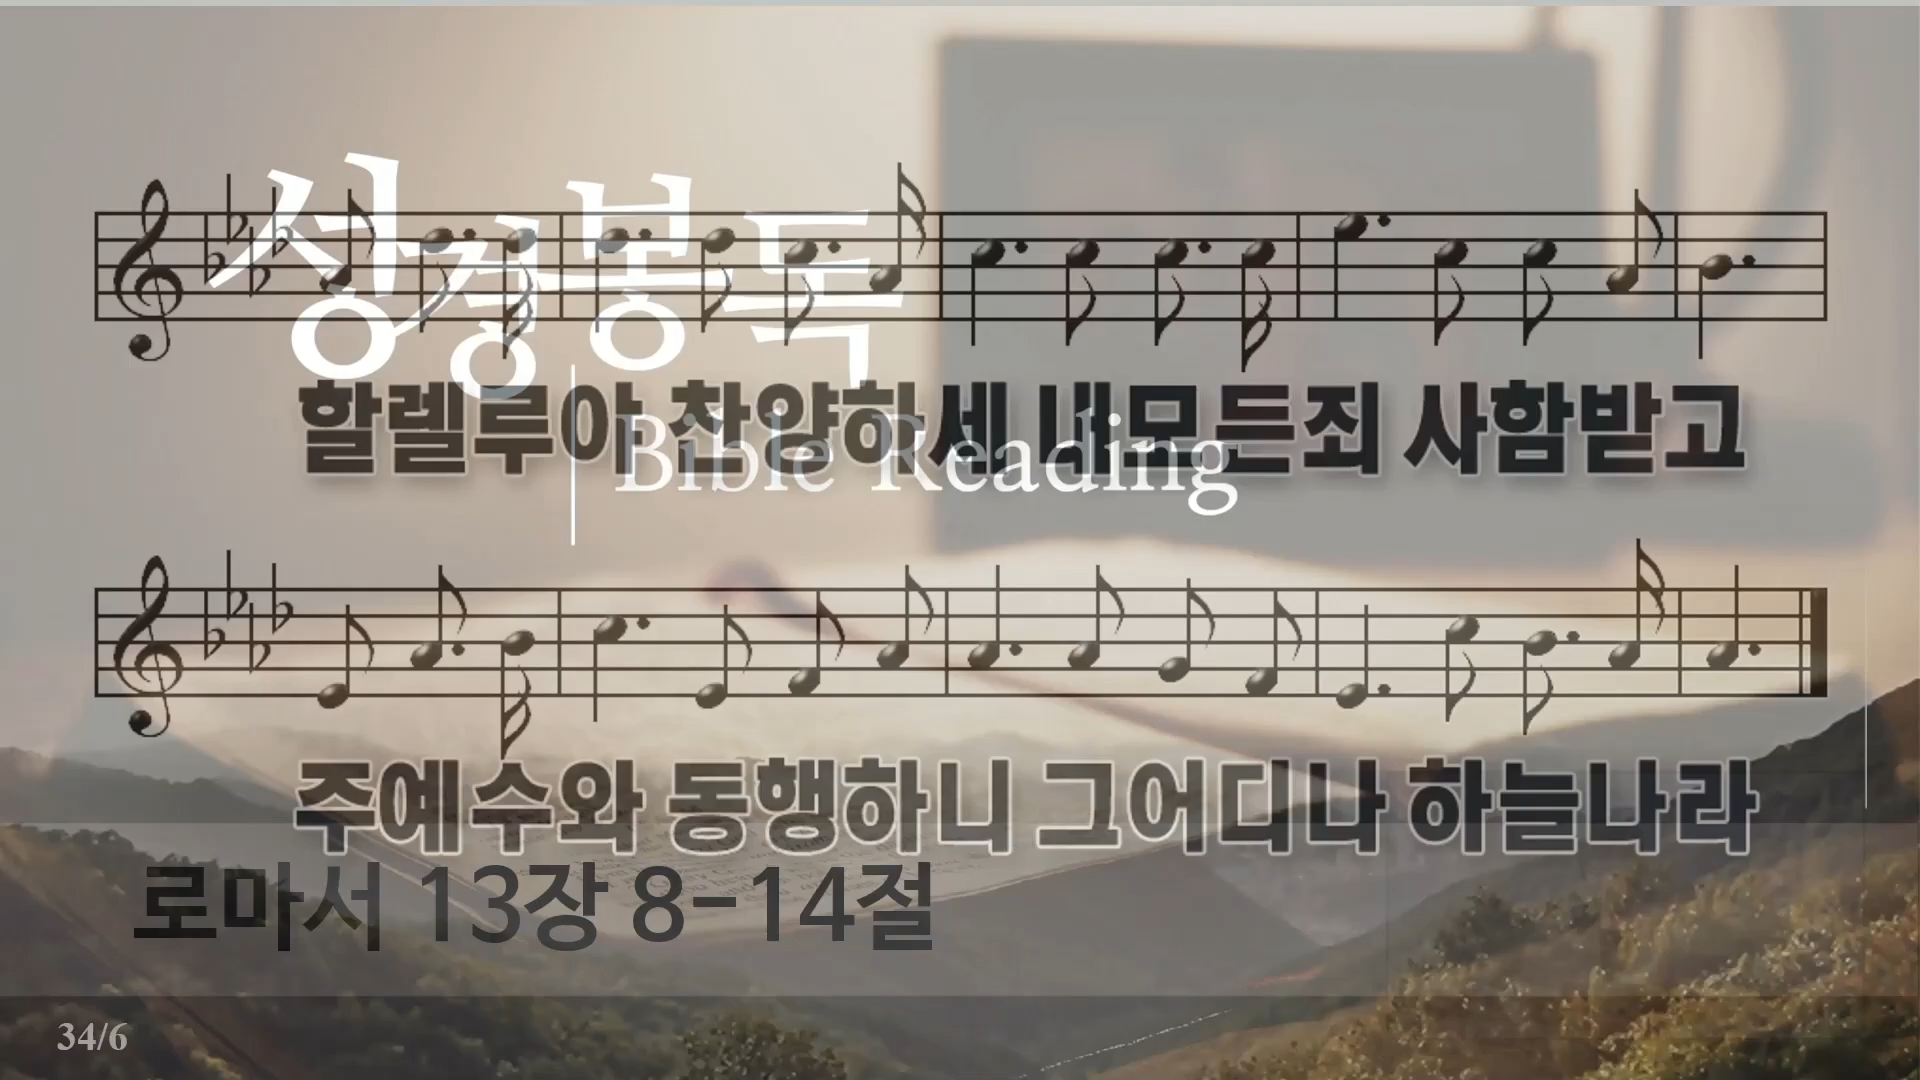 성경봉독
할렐루야 찬양하세 내모든죄 사함받고
Bible Reading
주예수와 동행하니 그어디나 하늘나라
로마서 13장 8-14절
34/6